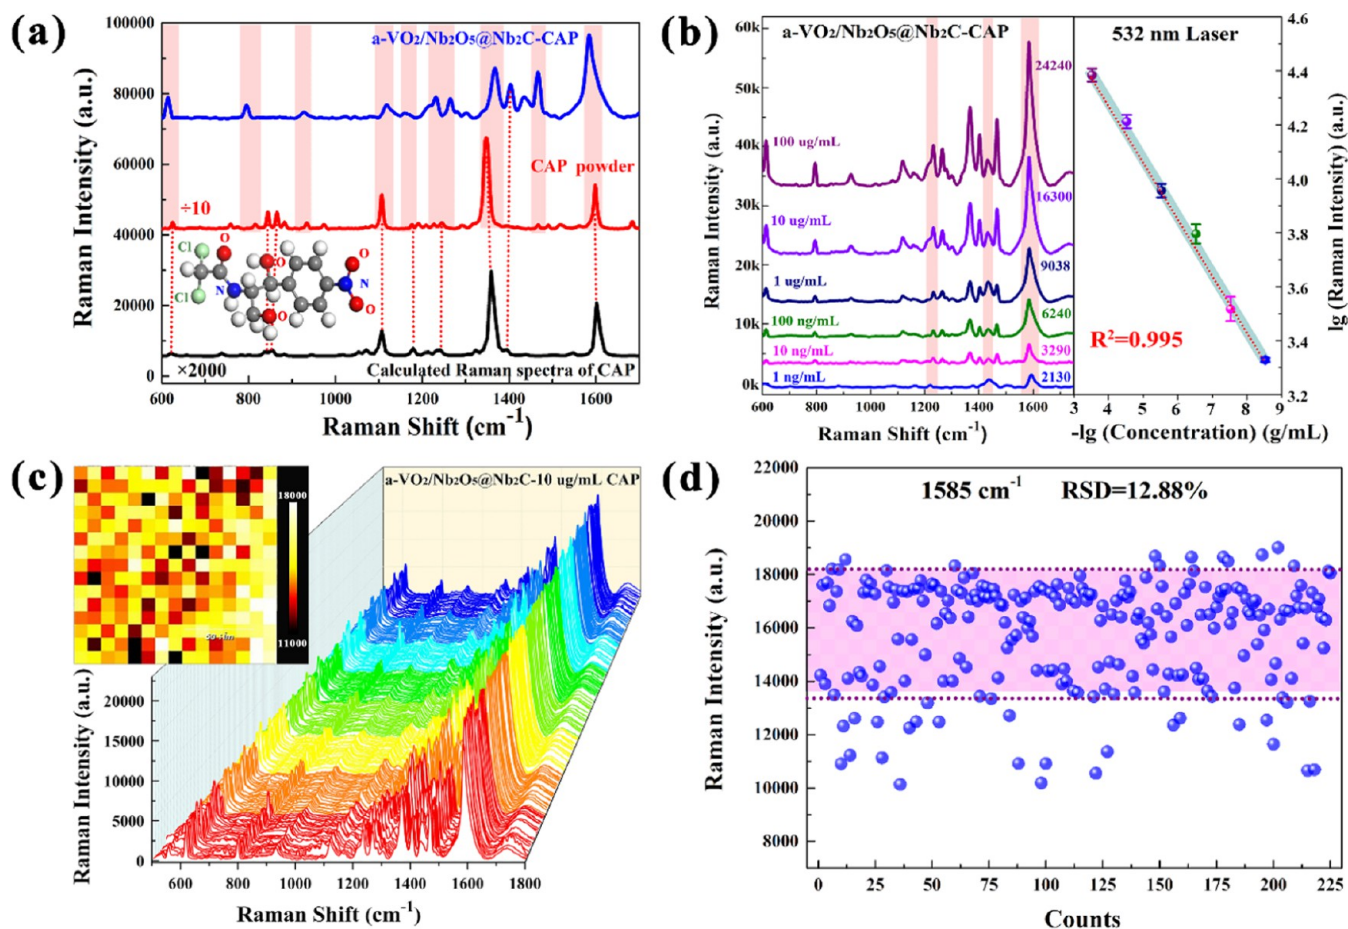 (a)
Raman Intensity (a.u.)
100000
80000
60000
40000
20000
0
a-VO₂/Nb₂O₅@Nb₂C-CAP
CAP powder
÷10
Cl
O
O
N
O
Cl
N
O
O
×2000
Calculated Raman spectra of CAP
600 800 1000 1200 1400 1600
Raman Shift (cm⁻¹)
(b)
Raman Intensity (a.u.)
60k
50k
40k
30k
20k
10k
0k
a-VO₂/Nb₂O₅@Nb₂C-CAP
24240
100 ug/mL
16300
10 ug/mL
9038
1 ug/mL
6240
100 ng/mL
3290
10 ng/mL
2130
1 ng/mL
600 800 1000 1200 1400 1600
Raman Shift (cm⁻¹)
532 nm Laser
R²=0.995
3 4 5 6 7 8 9
-lg (Concentration) (g/mL)
4.6
4.4
4.2
4.0
3.8
3.6
3.4
3.2
lg (Raman Intensity) (a.u.)
(c)
18000
11000
a-VO₂/Nb₂O₅@Nb₂C-10 ug/mL CAP
Raman Intensity (a.u.)
20000
15000
10000
5000
0
600 800 1000 1200 1400 1600 1800
Raman Shift (cm⁻¹)
(d)
1585 cm⁻¹ RSD=12.88%
Raman Intensity (a.u.)
22000
20000
18000
16000
14000
12000
10000
8000
0 25 50 75 100 125 150 175 200 225
Counts